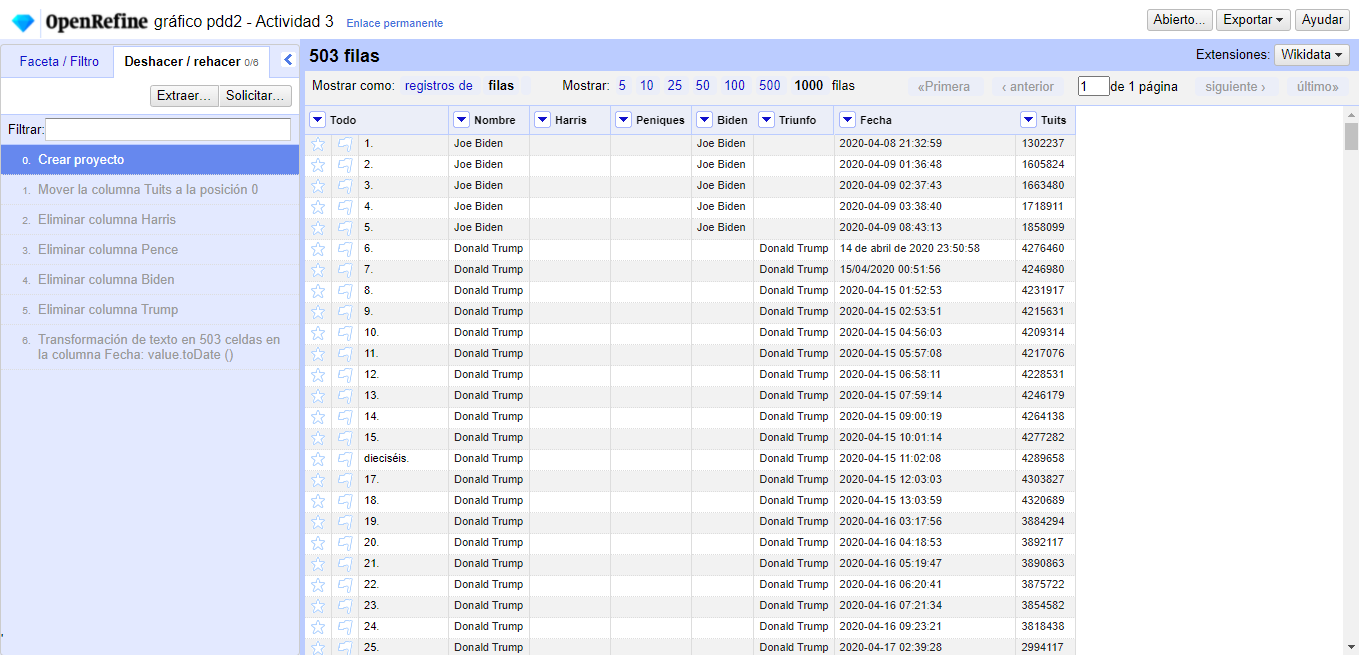 OpenRefine gráfico pdd2 - Actividad 3 Enlace permanente Abierto... Exportar Ayudar
Faceta / Filtro Deshacer / rehacer 0/6
503 filas Extensiones: Wikidata
Extraer... Solicitar...
Mostrar como: registros de filas Mostrar: 5 10 25 50 100 500 1000 filas «Primera ‹ anterior 1 de 1 página siguiente › último»
Filtrar:
0. Crear proyecto
1. Mover la columna Tuits a la posición 0
2. Eliminar columna Harris
3. Eliminar columna Pence
4. Eliminar columna Biden
5. Eliminar columna Trump
6. Transformación de texto en 503 celdas en
la columna Fecha: value.toDate ()
Todo Nombre Harris Peniques Biden Triunfo Fecha Tuits
1. Joe Biden Joe Biden 2020-04-08 21:32:59 1302237
2. Joe Biden Joe Biden 2020-04-09 01:36:48 1605824
3. Joe Biden Joe Biden 2020-04-09 02:37:43 1663480
4. Joe Biden Joe Biden 2020-04-09 03:38:40 1718911
5. Joe Biden Joe Biden 2020-04-09 08:43:13 1858099
6. Donald Trump Donald Trump 14 de abril de 2020 23:50:58 4276460
7. Donald Trump Donald Trump 15/04/2020 00:51:56 4246980
8. Donald Trump Donald Trump 2020-04-15 01:52:53 4231917
9. Donald Trump Donald Trump 2020-04-15 02:53:51 4215631
10. Donald Trump Donald Trump 2020-04-15 04:56:03 4209314
11. Donald Trump Donald Trump 2020-04-15 05:57:08 4217076
12. Donald Trump Donald Trump 2020-04-15 06:58:11 4228531
13. Donald Trump Donald Trump 2020-04-15 07:59:14 4246179
14. Donald Trump Donald Trump 2020-04-15 09:00:19 4264138
15. Donald Trump Donald Trump 2020-04-15 10:01:14 4277282
dieciséis. Donald Trump Donald Trump 2020-04-15 11:02:08 4289658
17. Donald Trump Donald Trump 2020-04-15 12:03:03 4303827
18. Donald Trump Donald Trump 2020-04-15 13:03:59 4320689
19. Donald Trump Donald Trump 2020-04-16 03:17:56 3884294
20. Donald Trump Donald Trump 2020-04-16 04:18:53 3892117
21. Donald Trump Donald Trump 2020-04-16 05:19:47 3890863
22. Donald Trump Donald Trump 2020-04-16 06:20:41 3875722
23. Donald Trump Donald Trump 2020-04-16 07:21:34 3854582
24. Donald Trump Donald Trump 2020-04-16 09:23:21 3818438
25. Donald Trump Donald Trump 2020-04-17 02:39:28 2994117